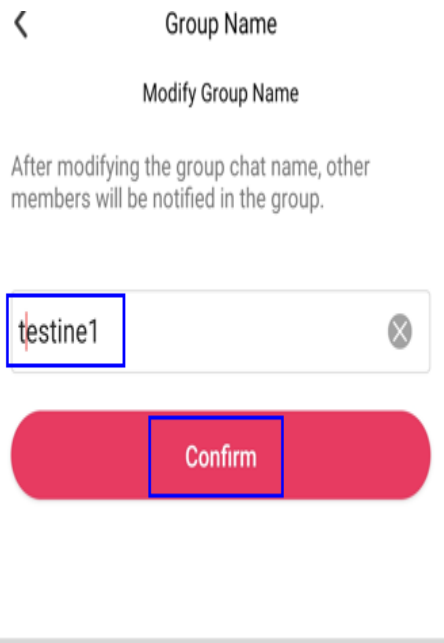 Group Name
Modify Group Name
After modifying the group chat name, other
members will be notified in the group.
testine1
Confirm